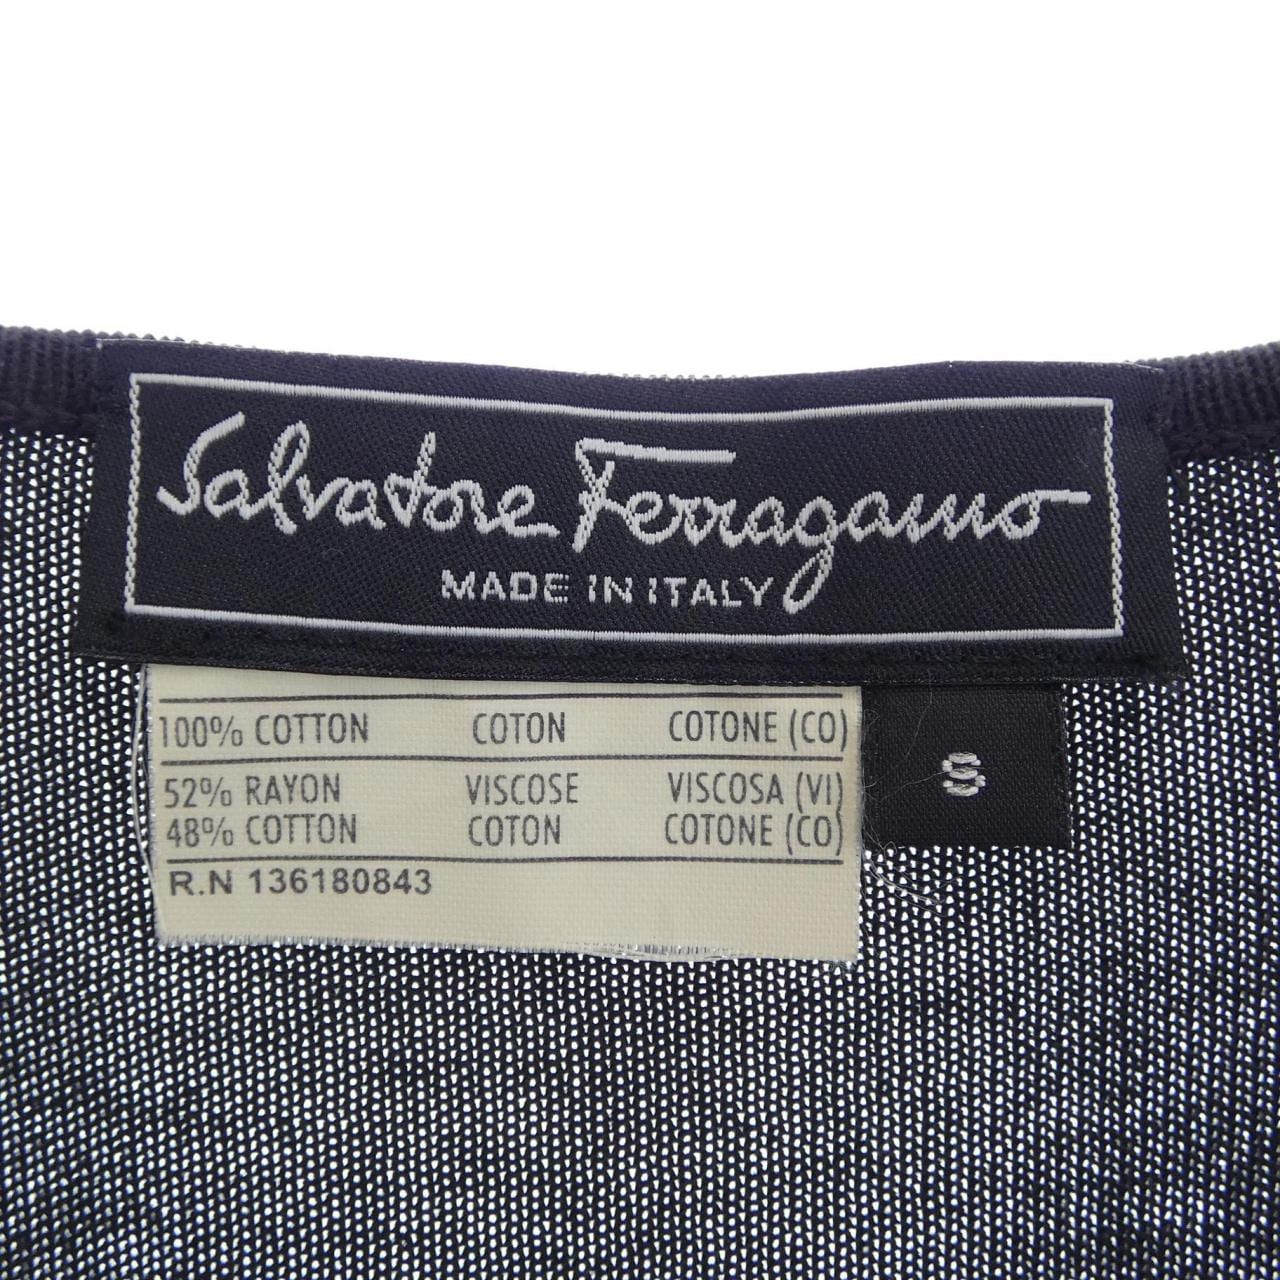 Salvatore Ferragamo
MADE IN ITALY
100% COTTON COTON COTONE (CO)
52% RAYON VISCOSE VISCOSA (VI)
48% COTTON COTON COTONE (CO)
R.N 136180843
S